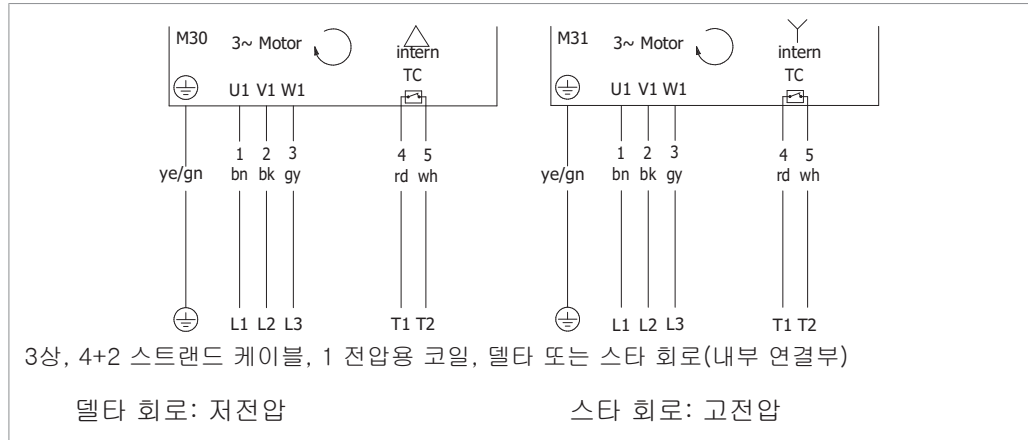 M30 3~ Motor intern M31 3~ Motor intern
TC TC
U1 V1 W1 U1 V1 W1
1 2 3 4 5 1 2 3 4 5
ye/gn bn bk gy rd wh ye/gn bn bk gy rd wh
L1 L2 L3 T1 T2 L1 L2 L3 T1 T2
3상, 4+2 스트랜드 케이블, 1 전압용 코일, 델타 또는 스타 회로(내부 연결부)
델타 회로: 저전압 스타 회로: 고전압